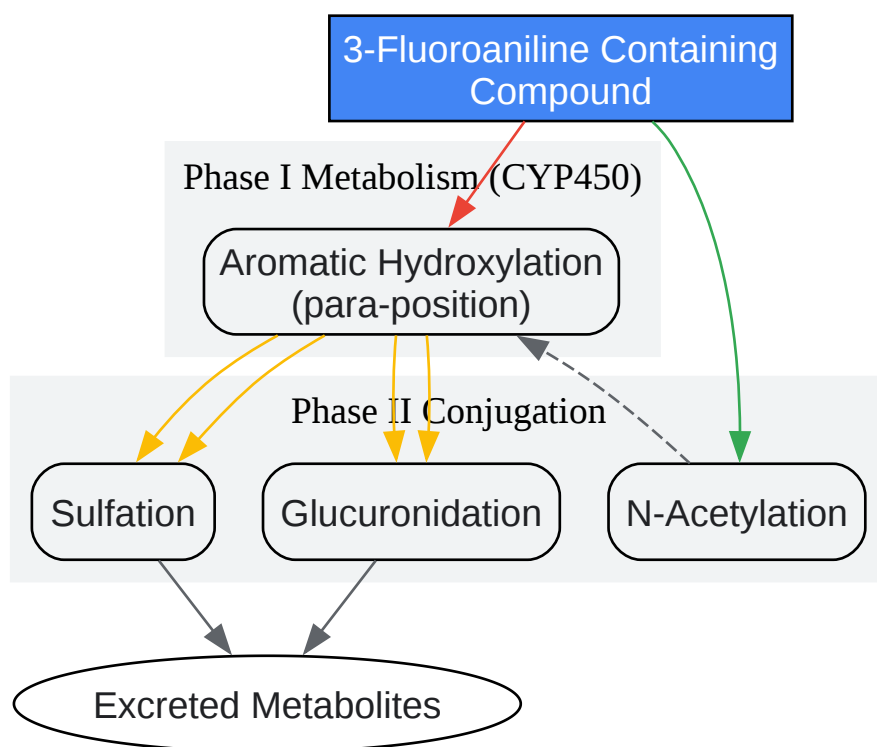 3-Fluoroaniline Containing
Compound
Phase I Metabolism (CYP450)
Aromatic Hydroxylation
(para-position)
Phase II Conjugation
Sulfation
Glucuronidation
N-Acetylation
Excreted Metabolites